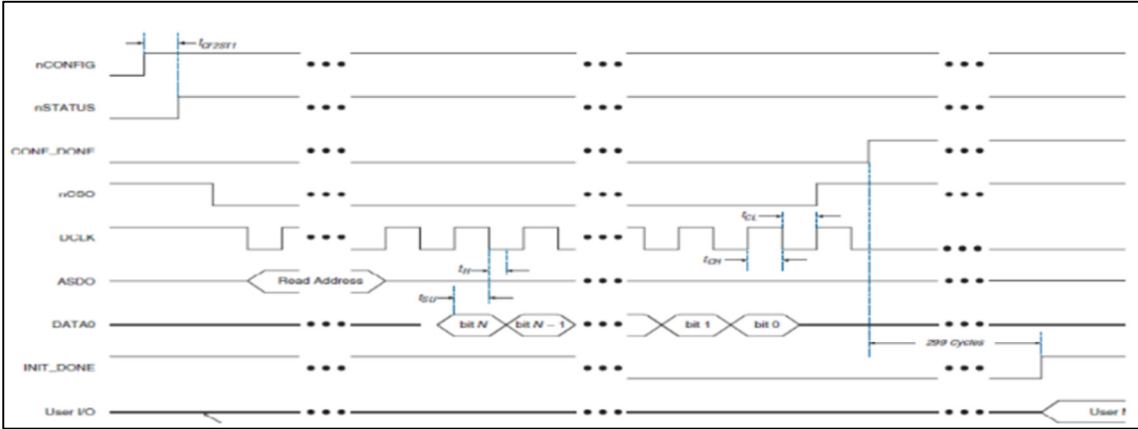 tCF2ST1
nCONFIG
nSTATUS
CONF_DONE
nCSO
tCL
DCLK
tH
tCH
ASDO Read Address
tSU
DATA0 bit N bit N – 1 bit 1 bit 0
299 Cycles
INIT_DONE
User I/O User